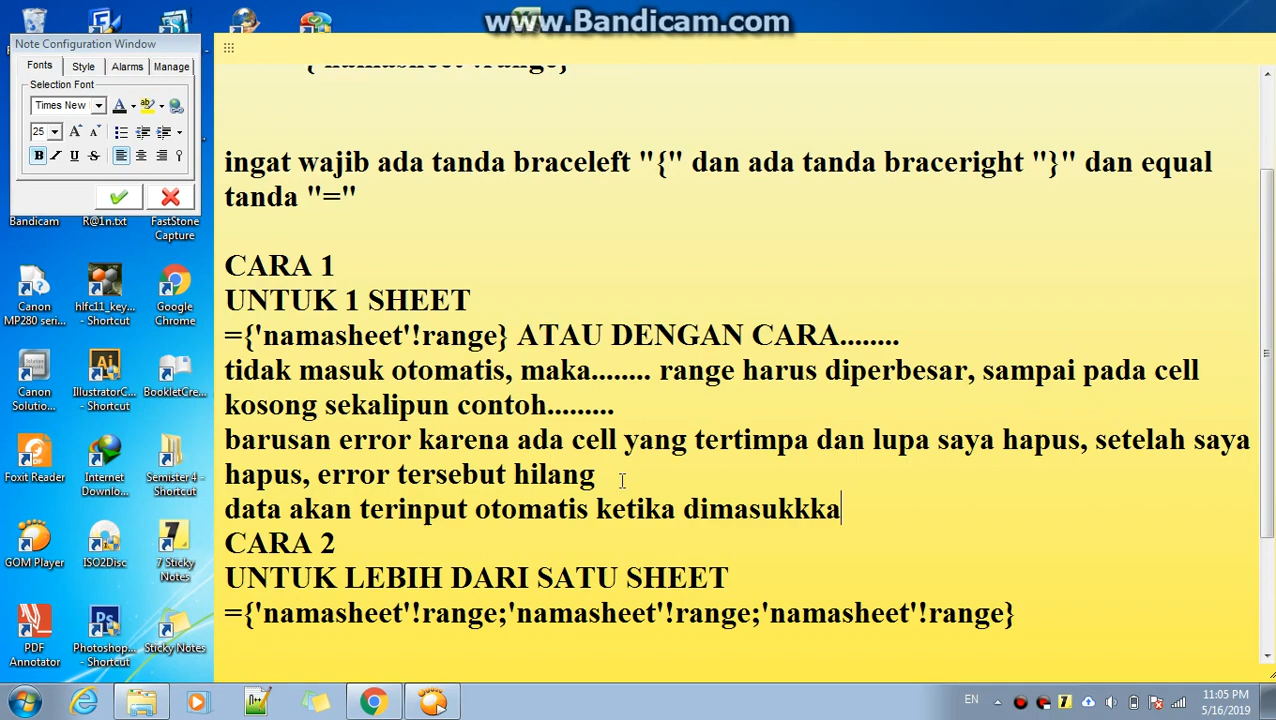 www.Bandicam.com
Note Configuration Window
Fonts
Style
Alarms
Manage
Selection Font
Times New
25
{'namasheet'!range}
ingat wajib ada tanda braceleft "{" dan ada tanda braceright "}" dan equal
tanda "="
CARA 1
UNTUK 1 SHEET
={'namasheet'!range} ATAU DENGAN CARA........
tidak masuk otomatis, maka........ range harus diperbesar, sampai pada cell
kosong sekalipun contoh.........
barusan error karena ada cell yang tertimpa dan lupa saya hapus, setelah saya
hapus, error tersebut hilang
data akan terinput otomatis ketika dimasukkka
CARA 2
UNTUK LEBIH DARI SATU SHEET
={'namasheet'!range;'namasheet'!range;'namasheet'!range}
Bandicam
R@1n.txt
FastStone
Capture
Canon
MP280 seri...
hlfc11_key...
- Shortcut
Google
Chrome
Canon
Solution...
IllustratorC...
- Shortcut
BookletCre...
Foxit Reader
Internet
Downlo...
Semister 4 -
Shortcut
GOM Player
ISO2Disc
7 Sticky
Notes
PDF
Annotator
Photoshop...
- Shortcut
Sticky Notes
EN
11:05 PM
5/16/2019